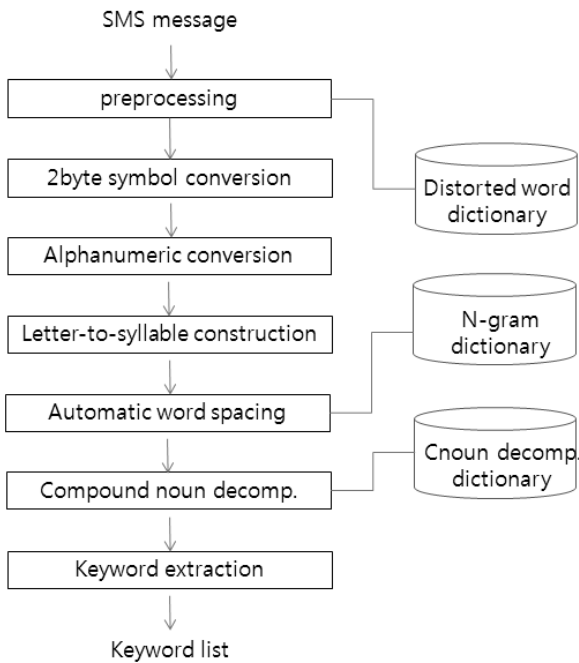 SMS message
preprocessing
2byte symbol conversion
Distorted word
dictionary
Alphanumeric conversion
Letter-to-syllable construction
N-gram
dictionary
Automatic word spacing
Compound noun decomp.
Cnoun decomp.
dictionary
Keyword extraction
Keyword list